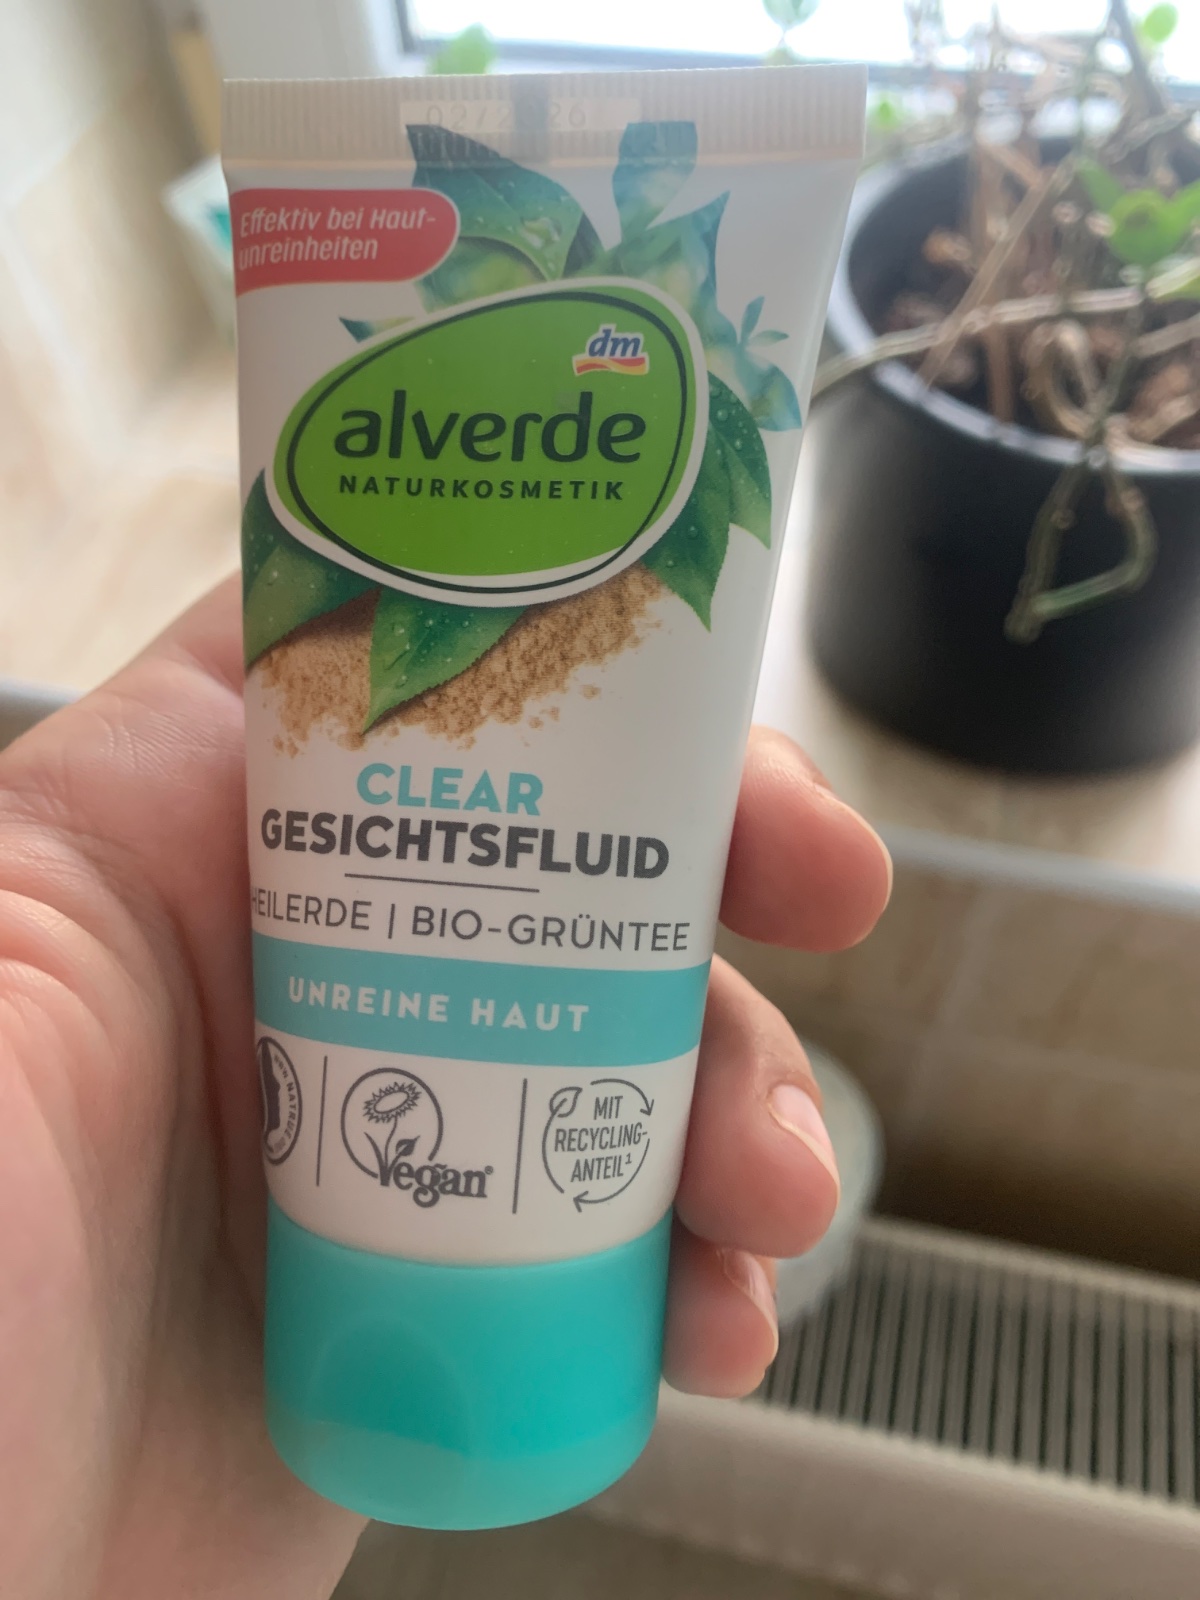 Effektiv bei Haut-
unreinheiten
dm
alverde
NATURKOSMETIK
CLEAR
GESICHTSFLUID
HEILERDE | BIO-GRÜNTEE
UNREINE HAUT
Vegan
MIT
RECYCLING-
ANTEIL¹